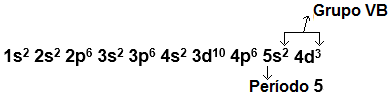 Grupo VB
1s² 2s² 2p⁶ 3s² 3p⁶ 4s² 3d¹⁰ 4p⁶ 5s² 4d³
Período 5